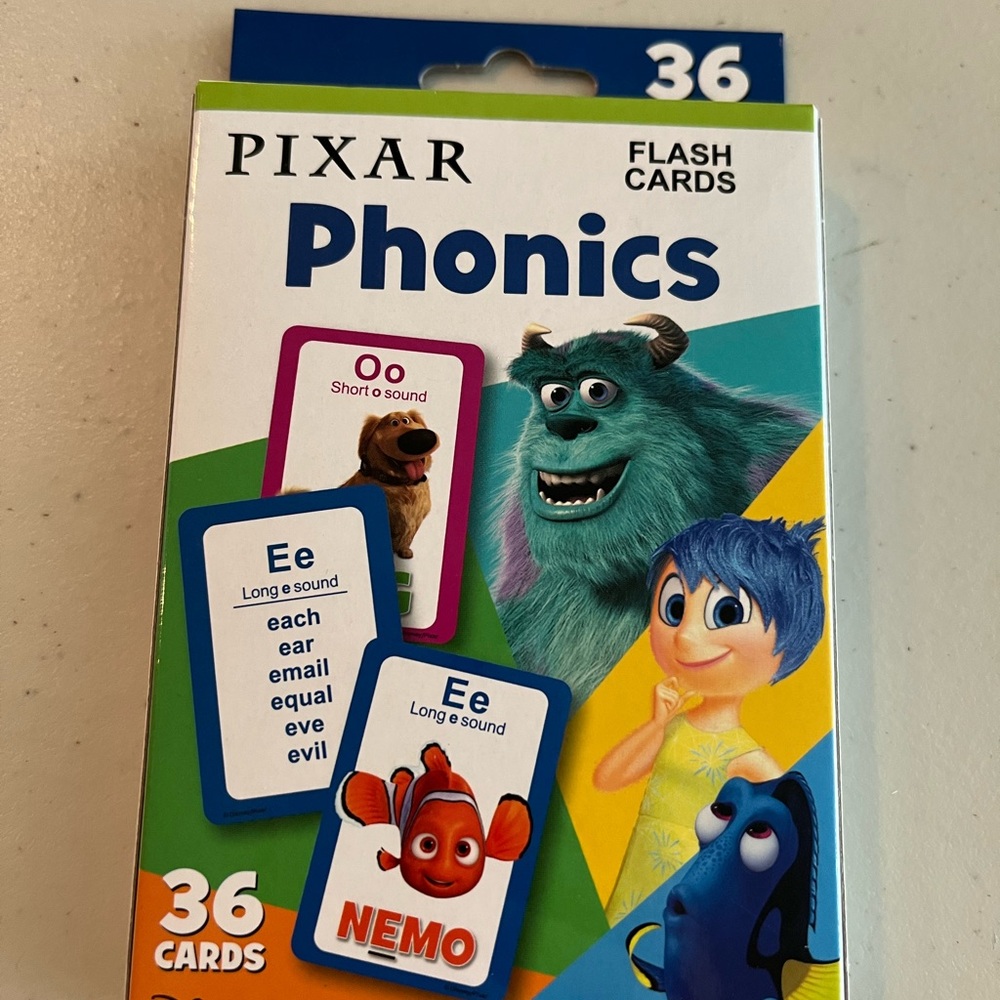 36
PIXAR
FLASH
CARDS
Phonics
Oo
Short o sound
Ee
Long e sound
each
ear
email
equal
eve
evil
Ee
Long e sound
NEMO
36
CARDS